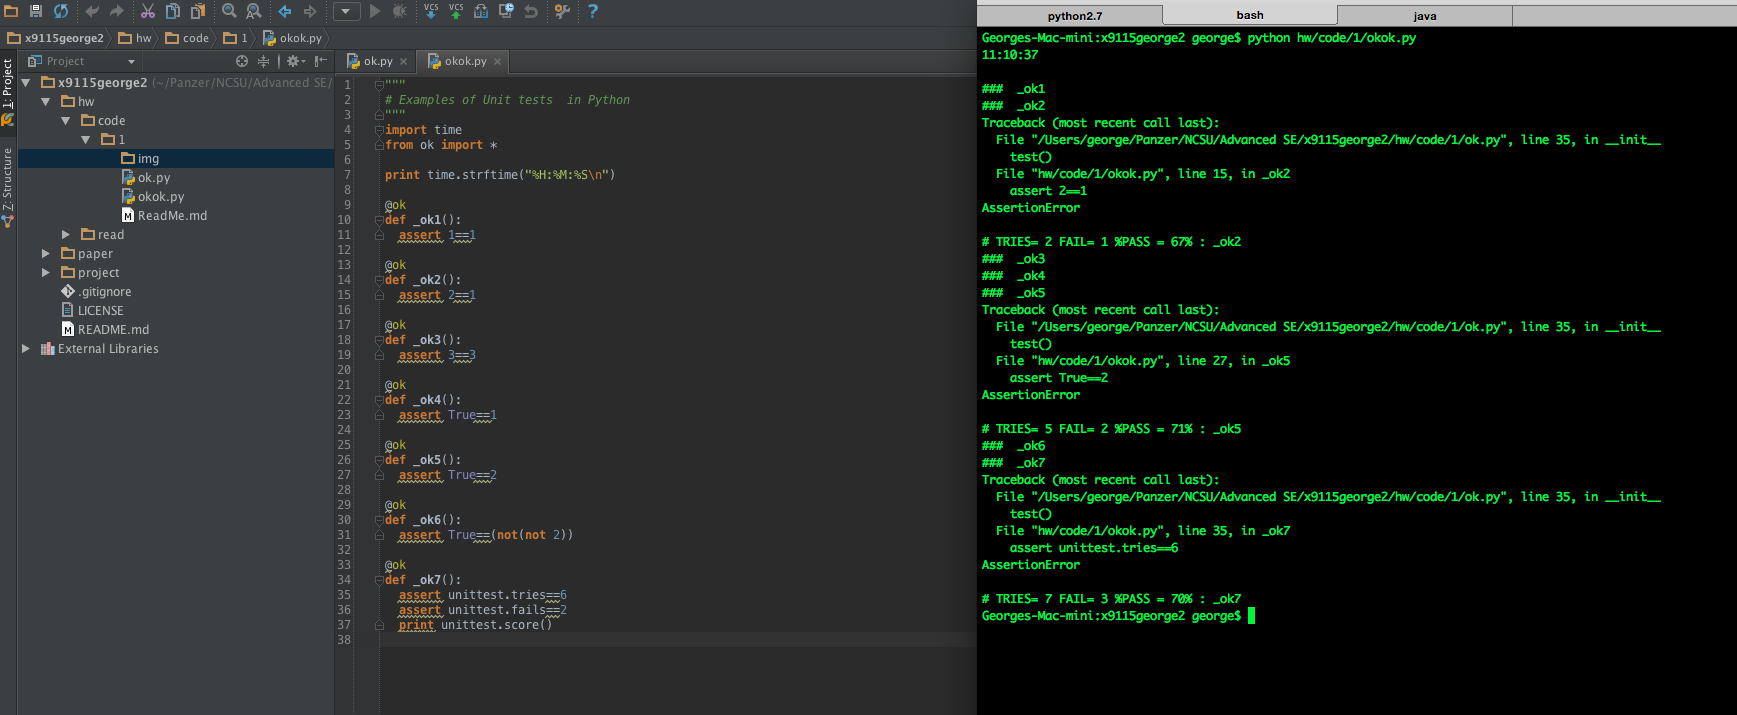 x9115george2
hw
code
1
okok.py
Project
ok.py
okok.py
1: Project
7: Structure
x9115george2 (~/Panzer/NCSU/Advanced SE/
hw
code
1
img
ok.py
okok.py
ReadMe.md
read
paper
project
.gitignore
LICENSE
README.md
External Libraries
VCS
VCS
1 """
2 # Examples of Unit tests  in Python
3 """
4 import time
5 from ok import *
6
7 print time.strftime("%H:%M:%S\n")
8
9 @ok
10 def _ok1():
11   assert 1==1
12
13 @ok
14 def _ok2():
15   assert 2==1
16
17 @ok
18 def _ok3():
19   assert 3==3
20
21 @ok
22 def _ok4():
23   assert True==1
24
25 @ok
26 def _ok5():
27   assert True==2
28
29 @ok
30 def _ok6():
31   assert True==(not(not 2))
32
33 @ok
34 def _ok7():
35   assert unittest.tries==6
36   assert unittest.fails==2
37   print unittest.score()
38
python2.7
bash
java
Georges-Mac-mini:x9115george2 george$ python hw/code/1/okok.py
11:10:37
###  _ok1
###  _ok2
Traceback (most recent call last):
  File "/Users/george/Panzer/NCSU/Advanced SE/x9115george2/hw/code/1/ok.py", line 35, in __init__
    test()
  File "hw/code/1/okok.py", line 15, in _ok2
    assert 2==1
AssertionError
# TRIES= 2 FAIL= 1 %PASS = 67% : _ok2
###  _ok3
###  _ok4
###  _ok5
Traceback (most recent call last):
  File "/Users/george/Panzer/NCSU/Advanced SE/x9115george2/hw/code/1/ok.py", line 35, in __init__
    test()
  File "hw/code/1/okok.py", line 27, in _ok5
    assert True==2
AssertionError
# TRIES= 5 FAIL= 2 %PASS = 71% : _ok5
###  _ok6
###  _ok7
Traceback (most recent call last):
  File "/Users/george/Panzer/NCSU/Advanced SE/x9115george2/hw/code/1/ok.py", line 35, in __init__
    test()
  File "hw/code/1/okok.py", line 35, in _ok7
    assert unittest.tries==6
AssertionError
# TRIES= 7 FAIL= 3 %PASS = 70% : _ok7
Georges-Mac-mini:x9115george2 george$